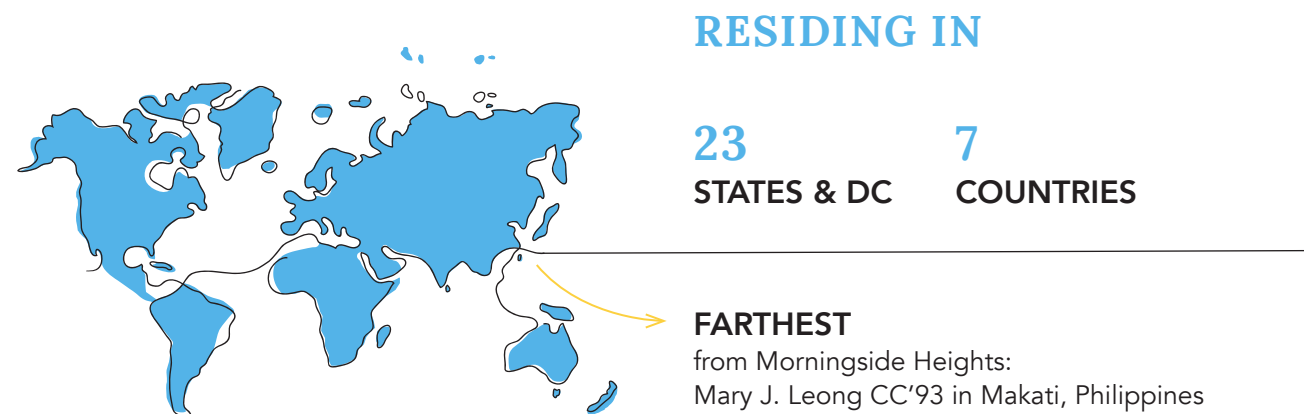 RESIDING IN
23
STATES & DC
7
COUNTRIES
FARTHEST
from Morningside Heights:
Mary J. Leong CC’93 in Makati, Philippines